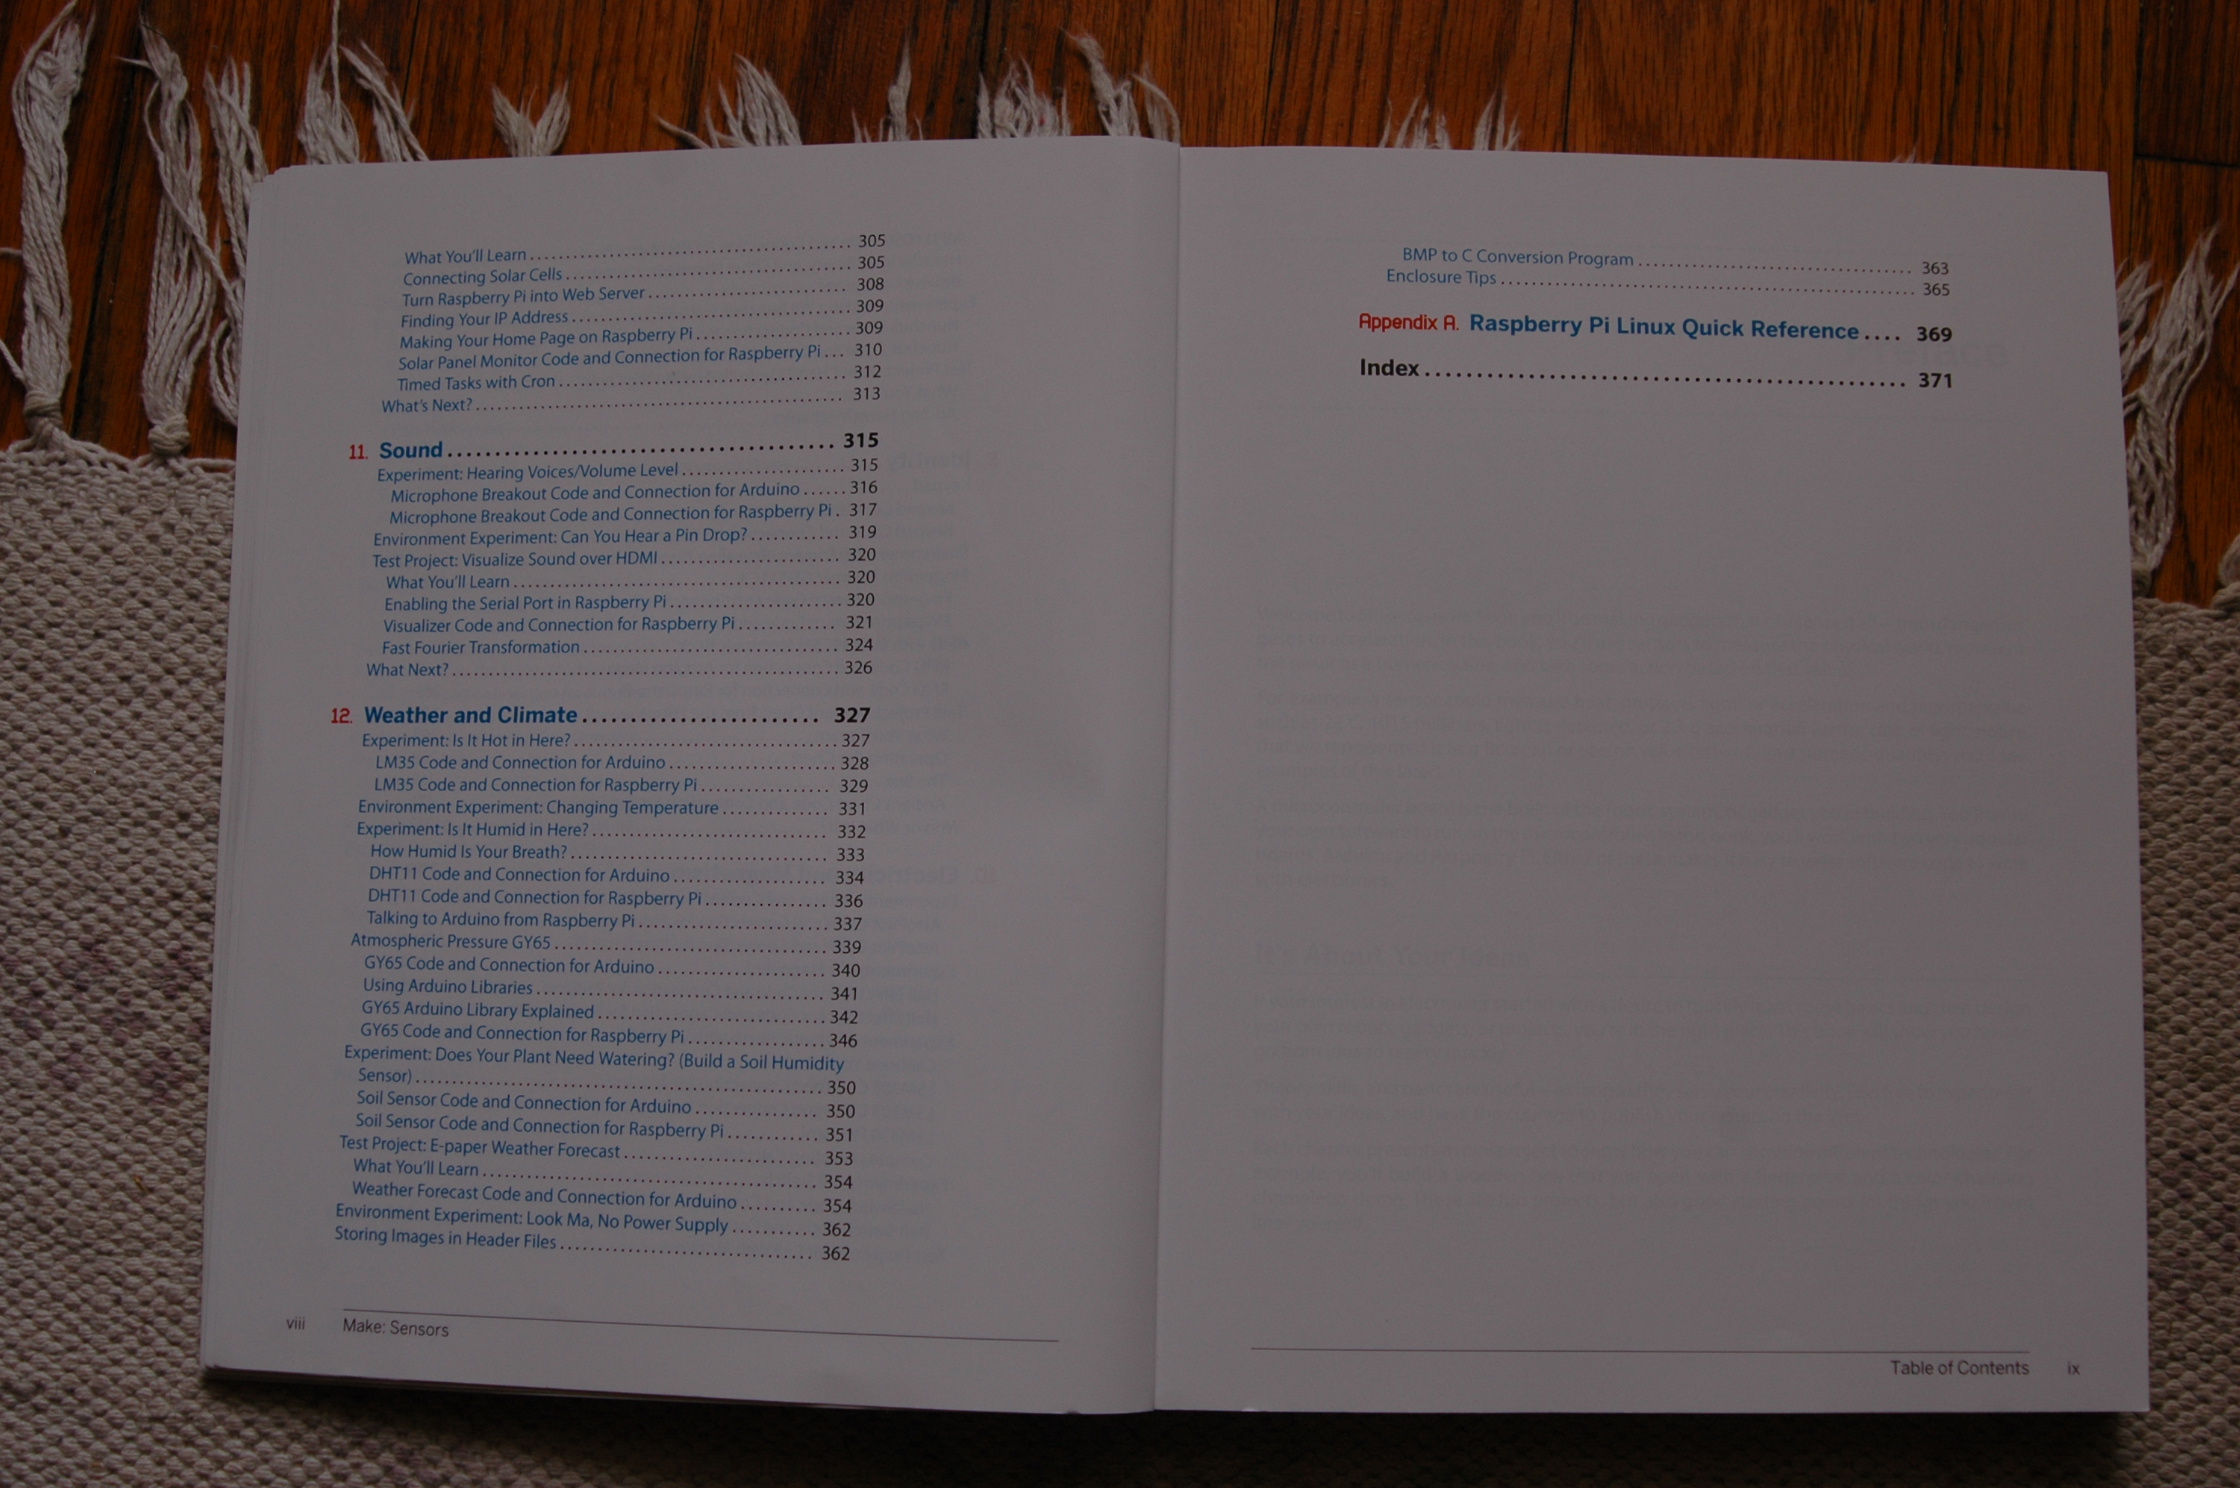 What You'll Learn . . . . . . . . . . . . . . . . . . . . 305
Connecting Solar Cells . . . . . . . . . . . . . . . . . . . . 305
Turn Raspberry Pi into Web Server . . . . . . . . . . . . . . . . . . . . 308
Finding Your IP Address . . . . . . . . . . . . . . . . . . . . 309
Making Your Home Page on Raspberry Pi . . . . . . . . . . . . . . . . 309
Solar Panel Monitor Code and Connection for Raspberry Pi . . . 310
Timed Tasks with Cron . . . . . . . . . . . . . . . . . . . . 312
What's Next? . . . . . . . . . . . . . . . . . . . . 313
11. Sound . . . . . . . . . . . . . . . . . . . . 315
Experiment: Hearing Voices/Volume Level . . . . . . . . . . . . . . . . . . . . 315
Microphone Breakout Code and Connection for Arduino . . . . . . 316
Microphone Breakout Code and Connection for Raspberry Pi . 317
Environment Experiment: Can You Hear a Pin Drop? . . . . . . . . . . . . 319
Test Project: Visualize Sound over HDMI . . . . . . . . . . . . . . . . . . . . 320
What You'll Learn . . . . . . . . . . . . . . . . . . . . 320
Enabling the Serial Port in Raspberry Pi . . . . . . . . . . . . . . . . . . . . 320
Visualizer Code and Connection for Raspberry Pi . . . . . . . . . . . . . 321
Fast Fourier Transformation . . . . . . . . . . . . . . . . . . . . 324
What Next? . . . . . . . . . . . . . . . . . . . . 326
12. Weather and Climate . . . . . . . . . . . . . . . . . . . . 327
Experiment: Is It Hot in Here? . . . . . . . . . . . . . . . . . . . . 327
LM35 Code and Connection for Arduino . . . . . . . . . . . . . . . . . . . . 328
LM35 Code and Connection for Raspberry Pi . . . . . . . . . . . . . . . . 329
Environment Experiment: Changing Temperature . . . . . . . . . . . . . 331
Experiment: Is It Humid in Here? . . . . . . . . . . . . . . . . . . . . 332
How Humid Is Your Breath? . . . . . . . . . . . . . . . . . . . . 333
DHT11 Code and Connection for Arduino . . . . . . . . . . . . . . . . . . . 334
DHT11 Code and Connection for Raspberry Pi . . . . . . . . . . . . . . . 336
Talking to Arduino from Raspberry Pi . . . . . . . . . . . . . . . . . . . . 337
Atmospheric Pressure GY65 . . . . . . . . . . . . . . . . . . . . 339
GY65 Code and Connection for Arduino . . . . . . . . . . . . . . . . . . . . 340
Using Arduino Libraries . . . . . . . . . . . . . . . . . . . . 341
GY65 Arduino Library Explained . . . . . . . . . . . . . . . . . . . . 342
GY65 Code and Connection for Raspberry Pi . . . . . . . . . . . . . . . . . 346
Experiment: Does Your Plant Need Watering? (Build a Soil Humidity
Sensor) . . . . . . . . . . . . . . . . . . . . 350
Soil Sensor Code and Connection for Arduino . . . . . . . . . . . . . . . 350
Soil Sensor Code and Connection for Raspberry Pi . . . . . . . . . . . . 351
Test Project: E-paper Weather Forecast . . . . . . . . . . . . . . . . . . . . 353
What You'll Learn . . . . . . . . . . . . . . . . . . . . 354
Weather Forecast Code and Connection for Arduino . . . . . . . . . . 354
Environment Experiment: Look Ma, No Power Supply . . . . . . . . . . . 362
Storing Images in Header Files . . . . . . . . . . . . . . . . . . . . 362
viii Make: Sensors
BMP to C Conversion Program . . . . . . . . . . . . . . . . . . . . 363
Enclosure Tips . . . . . . . . . . . . . . . . . . . . 365
Appendix A. Raspberry Pi Linux Quick Reference . . . . 369
Index . . . . . . . . . . . . . . . . . . . . 371
Table of Contents ix